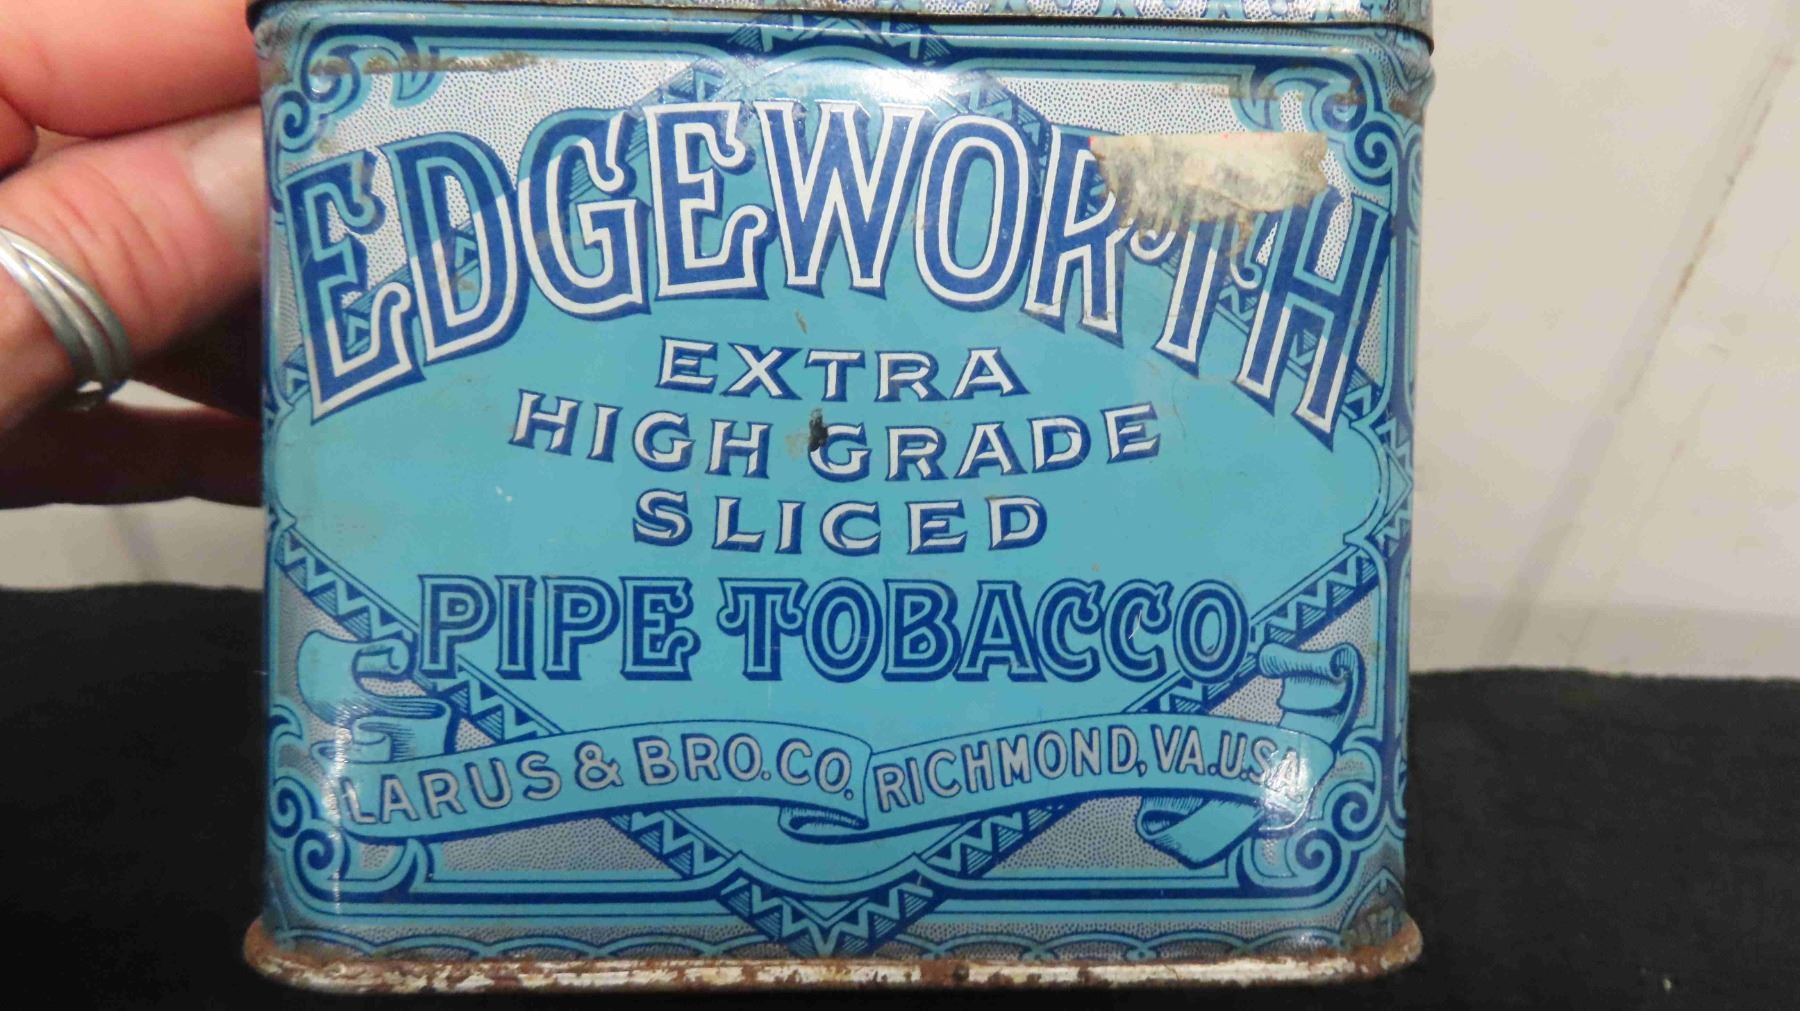 EDGEWORTH
EXTRA
HIGH GRADE
SLICED
PIPE TOBACCO
LARUS & BRO. CO. RICHMOND, VA. U.S.A.